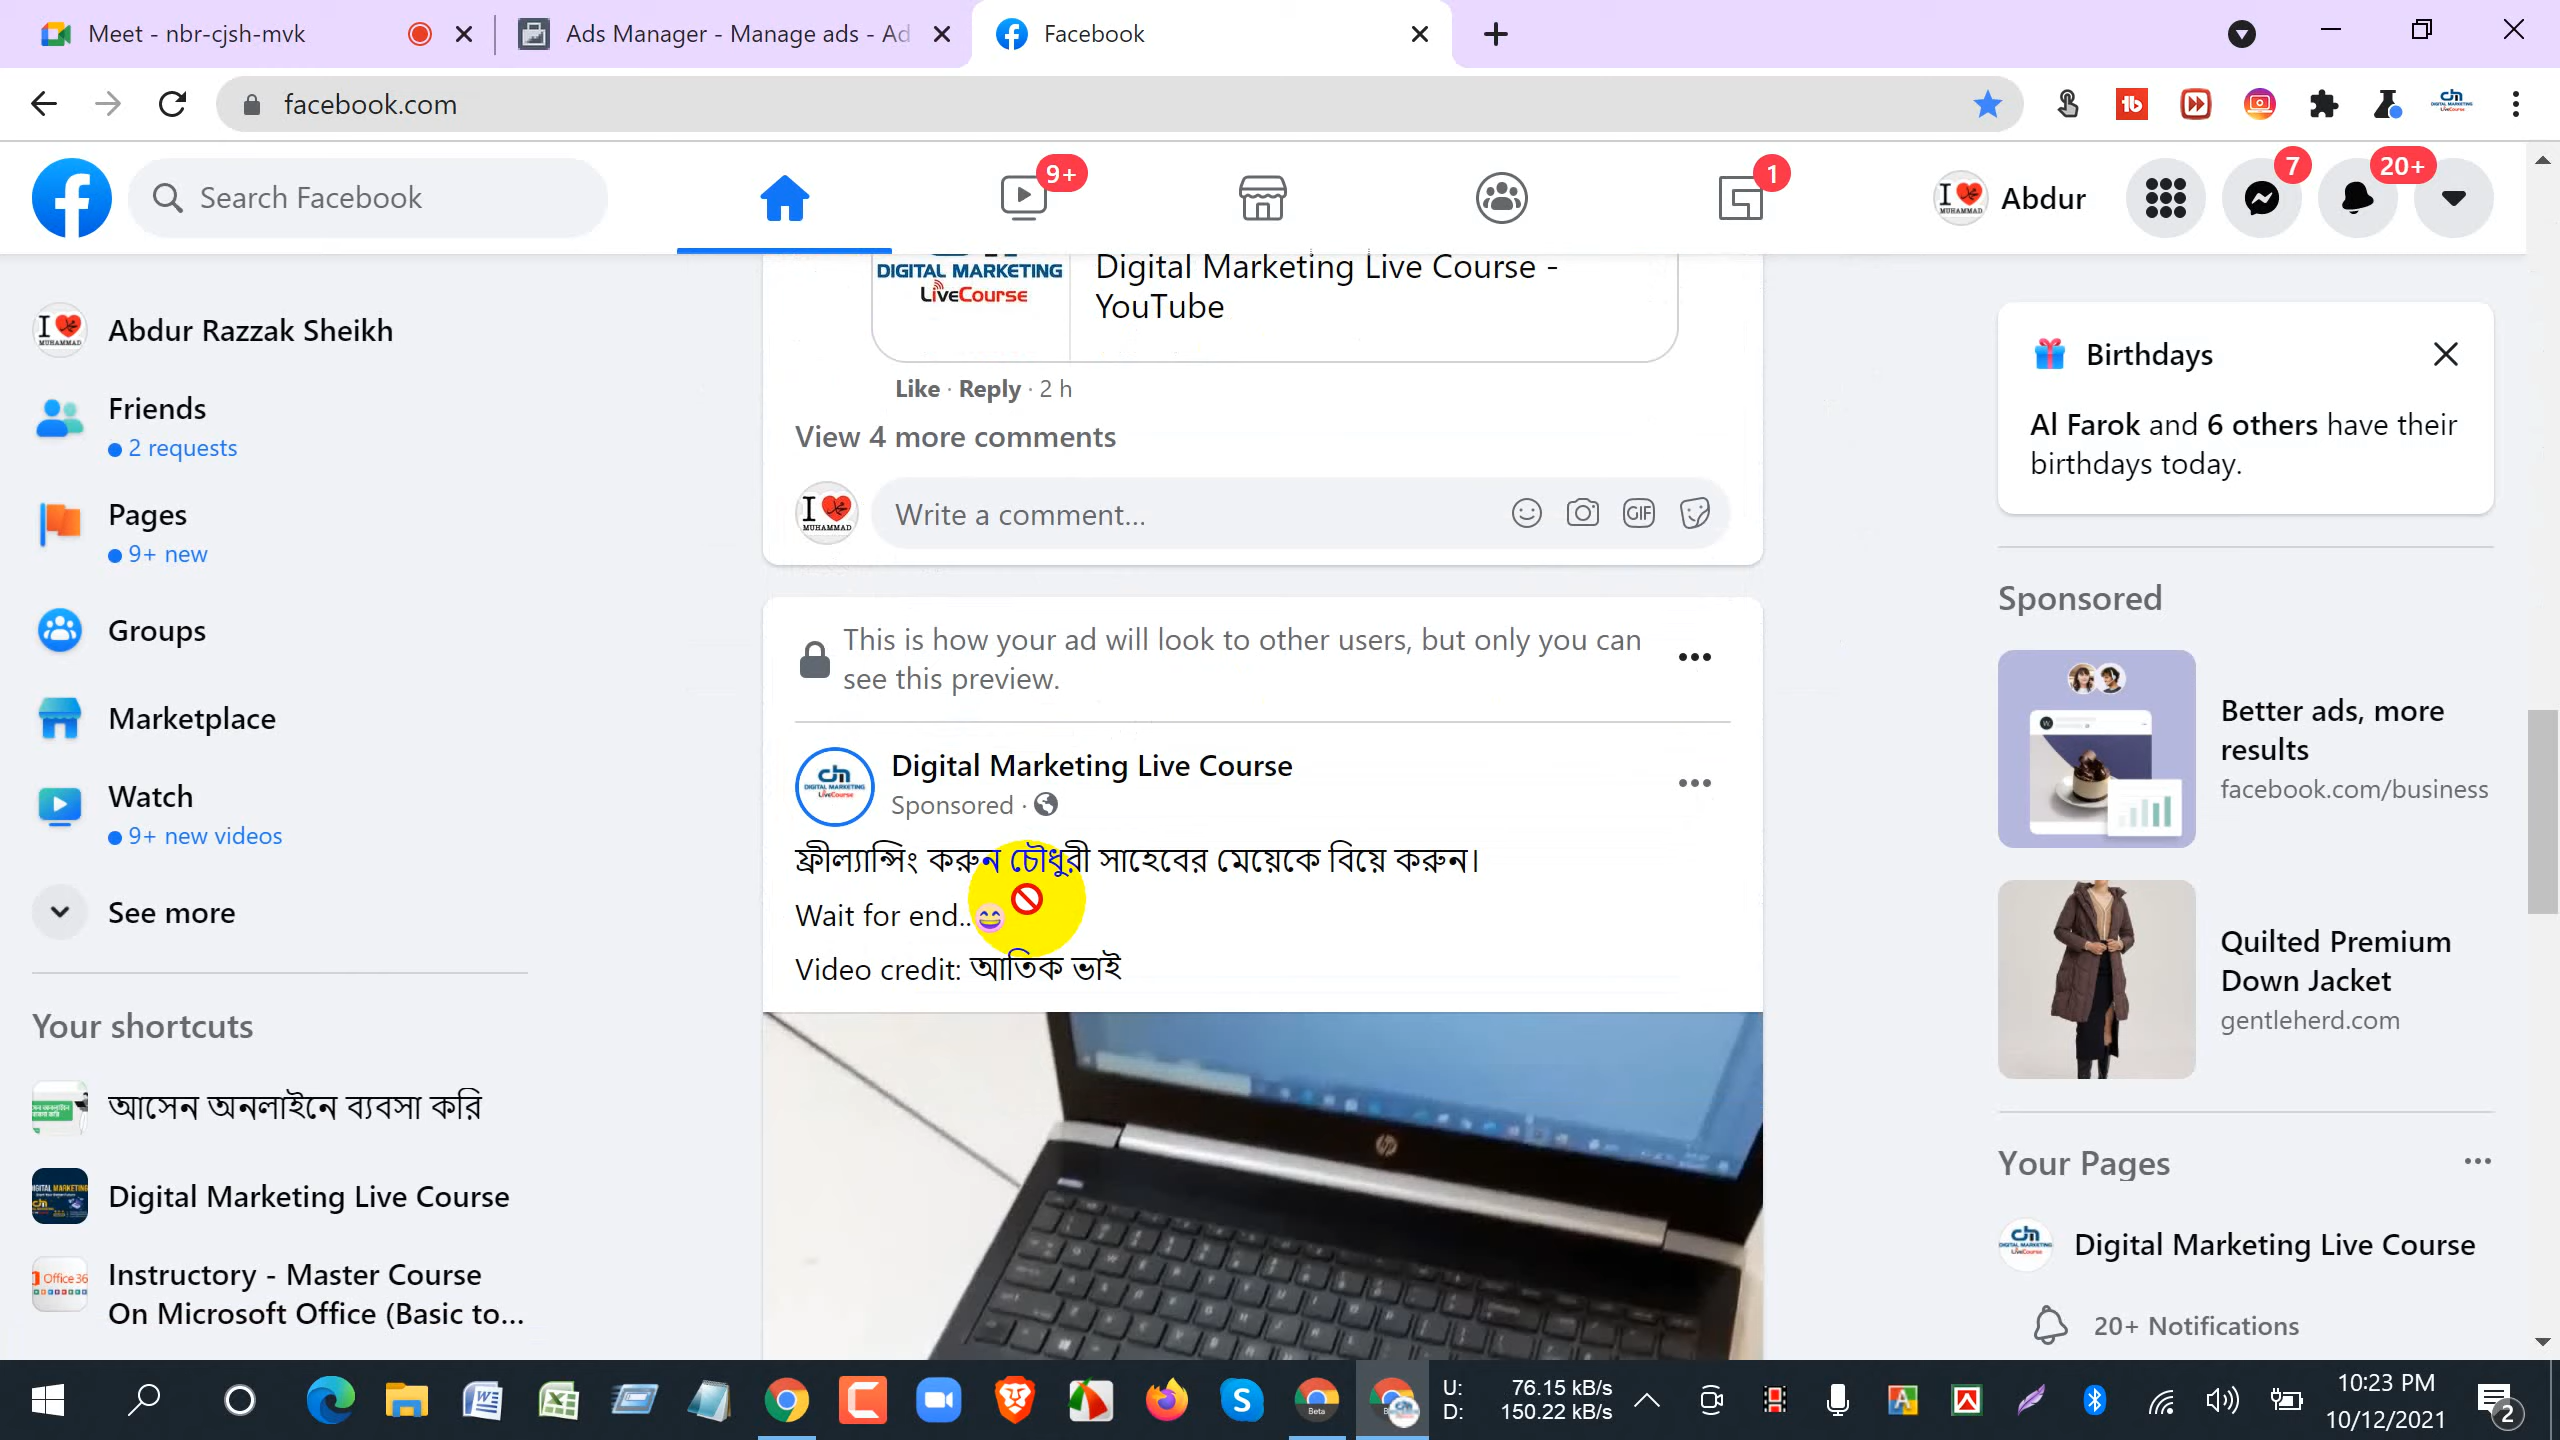 Meet - nbr-cjsh-mvk
Ads Manager - Manage ads - Ad
Facebook
facebook.com
Search Facebook
9+
1
Abdur
7
20+
Abdur Razzak Sheikh
Friends
2 requests
Pages
9+ new
Groups
Marketplace
Watch
9+ new videos
See more
Your shortcuts
আসেন অনলাইনে ব্যবসা করি
Digital Marketing Live Course
Instructory - Master Course
On Microsoft Office (Basic to...
DIGITAL MARKETING
LiveCourse
Digital Marketing Live Course -
YouTube
Like · Reply · 2 h
View 4 more comments
I
MUHAMMAD
Write a comment...
GIF
This is how your ad will look to other users, but only you can
see this preview.
Digital Marketing Live Course
Sponsored ·
ফ্রীল্যান্সিং করুন চৌধুরী সাহেবের মেয়েকে বিয়ে করুন।
Wait for end..😄
Video credit: আতিক ভাই
hp
Birthdays
Al Farok and 6 others have their
birthdays today.
Sponsored
Better ads, more
results
facebook.com/business
Quilted Premium
Down Jacket
gentleherd.com
Your Pages
Digital Marketing Live Course
20+ Notifications
U: 76.15 kB/s
D: 150.22 kB/s
10:23 PM
10/12/2021
2